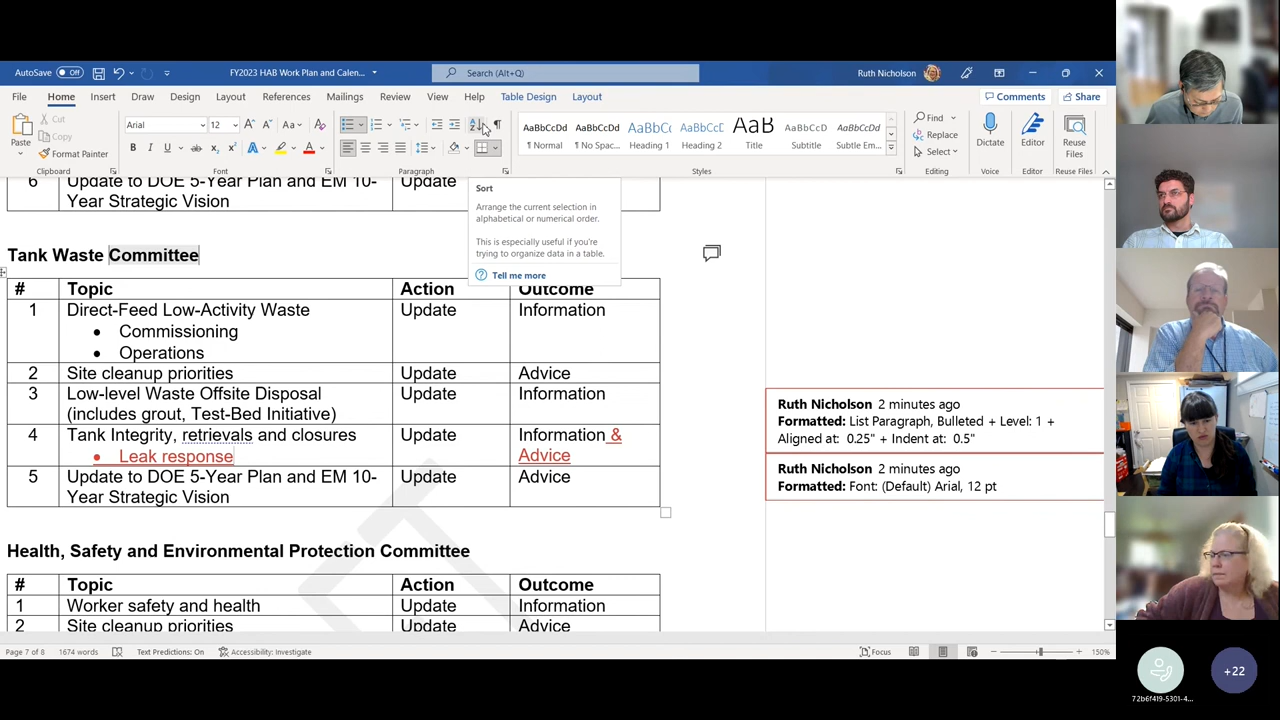 AutoSave Off FY2023 HAB Work Plan and Calen... Search (Alt+Q) Ruth Nicholson
File Home Insert Draw Design Layout References Mailings Review View Help Table Design Layout Comments Share
Paste
Cut
Copy
Format Painter
Arial 12
Aa
B I U ab x₂ x²
AaBbCcDd AaBbCcDd AaBbCc AaBbCcD AaB AaBbCcD AaBbCcDd
¶ Normal ¶ No Spac... Heading 1 Heading 2 Title Subtitle Subtle Em...
Find
Replace
Select
Dictate
Editor
Reuse
Files
Clipboard Font Paragraph Styles Editing Voice Editor Reuse Files
Sort
Arrange the current selection in
alphabetical or numerical order.
This is especially useful if you're
trying to organize data in a table.
Tell me more
6 Update to DOE 5-Year Plan and EM 10- Update
Year Strategic Vision
Tank Waste Committee
# Topic Action Outcome
1 Direct-Feed Low-Activity Waste Update Information
• Commissioning
• Operations
2 Site cleanup priorities Update Advice
3 Low-level Waste Offsite Disposal Update Information
(includes grout, Test-Bed Initiative)
4 Tank Integrity, retrievals and closures Update Information &
• Leak response Advice
5 Update to DOE 5-Year Plan and EM 10- Update Advice
Year Strategic Vision
Health, Safety and Environmental Protection Committee
# Topic Action Outcome
1 Worker safety and health Update Information
2 Site cleanup priorities Update Advice
Ruth Nicholson 2 minutes ago
Formatted: List Paragraph, Bulleted + Level: 1 +
Aligned at: 0.25" + Indent at: 0.5"
Ruth Nicholson 2 minutes ago
Formatted: Font: (Default) Arial, 12 pt
Page 7 of 8 1674 words Text Predictions: On Accessibility: Investigate Focus 150%
72b6f419-5301-4...
+22